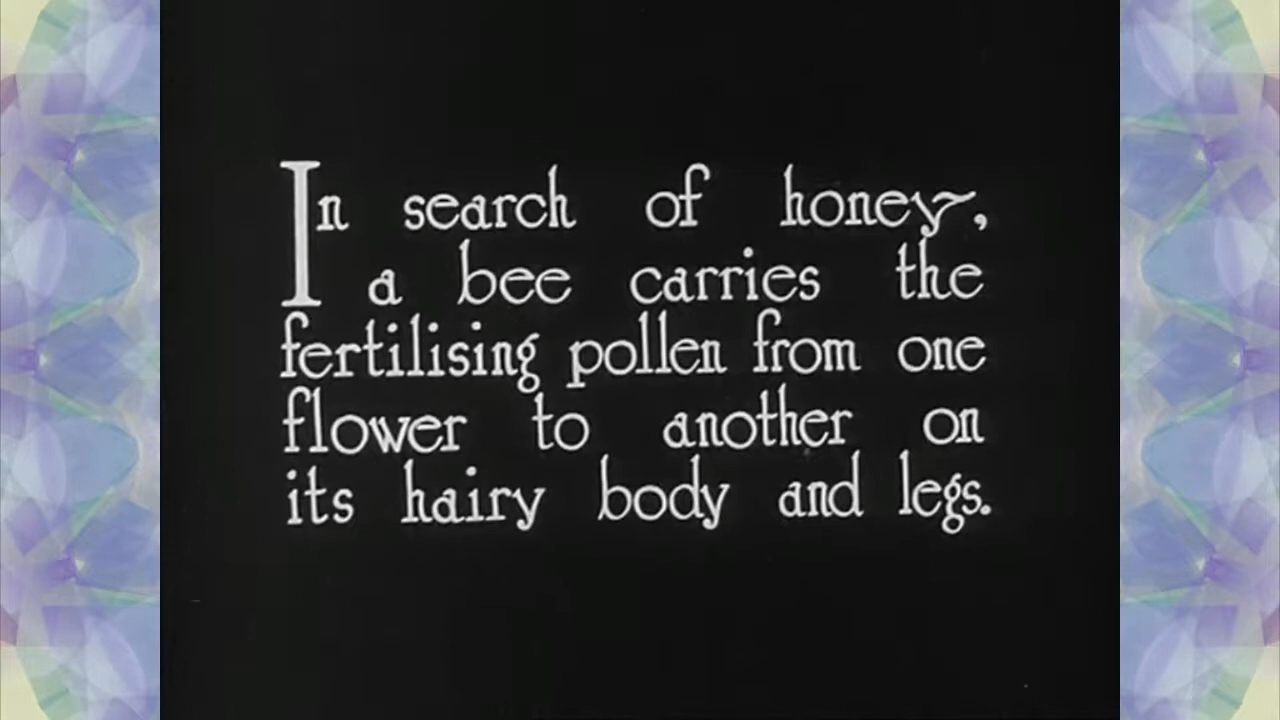 In search of honey,
a bee carries the
fertilising pollen from one
flower to another on
its hairy body and legs.